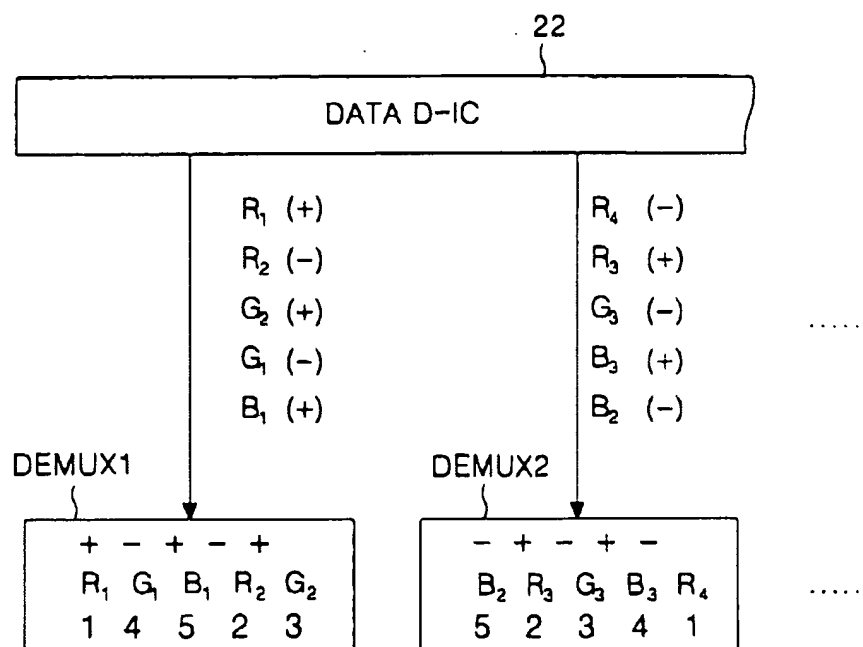 22
DATA D-IC
R₁ (+) R₄ (−)
R₂ (−) R₃ (+)
G₂ (+) G₃ (−)
G₁ (−) B₃ (+)
B₁ (+) B₂ (−)
.....
DEMUX1 DEMUX2
+ − + − + − + − + −
R₁ G₁ B₁ R₂ G₂ B₂ R₃ G₃ B₃ R₄ .....
1 4 5 2 3 5 2 3 4 1